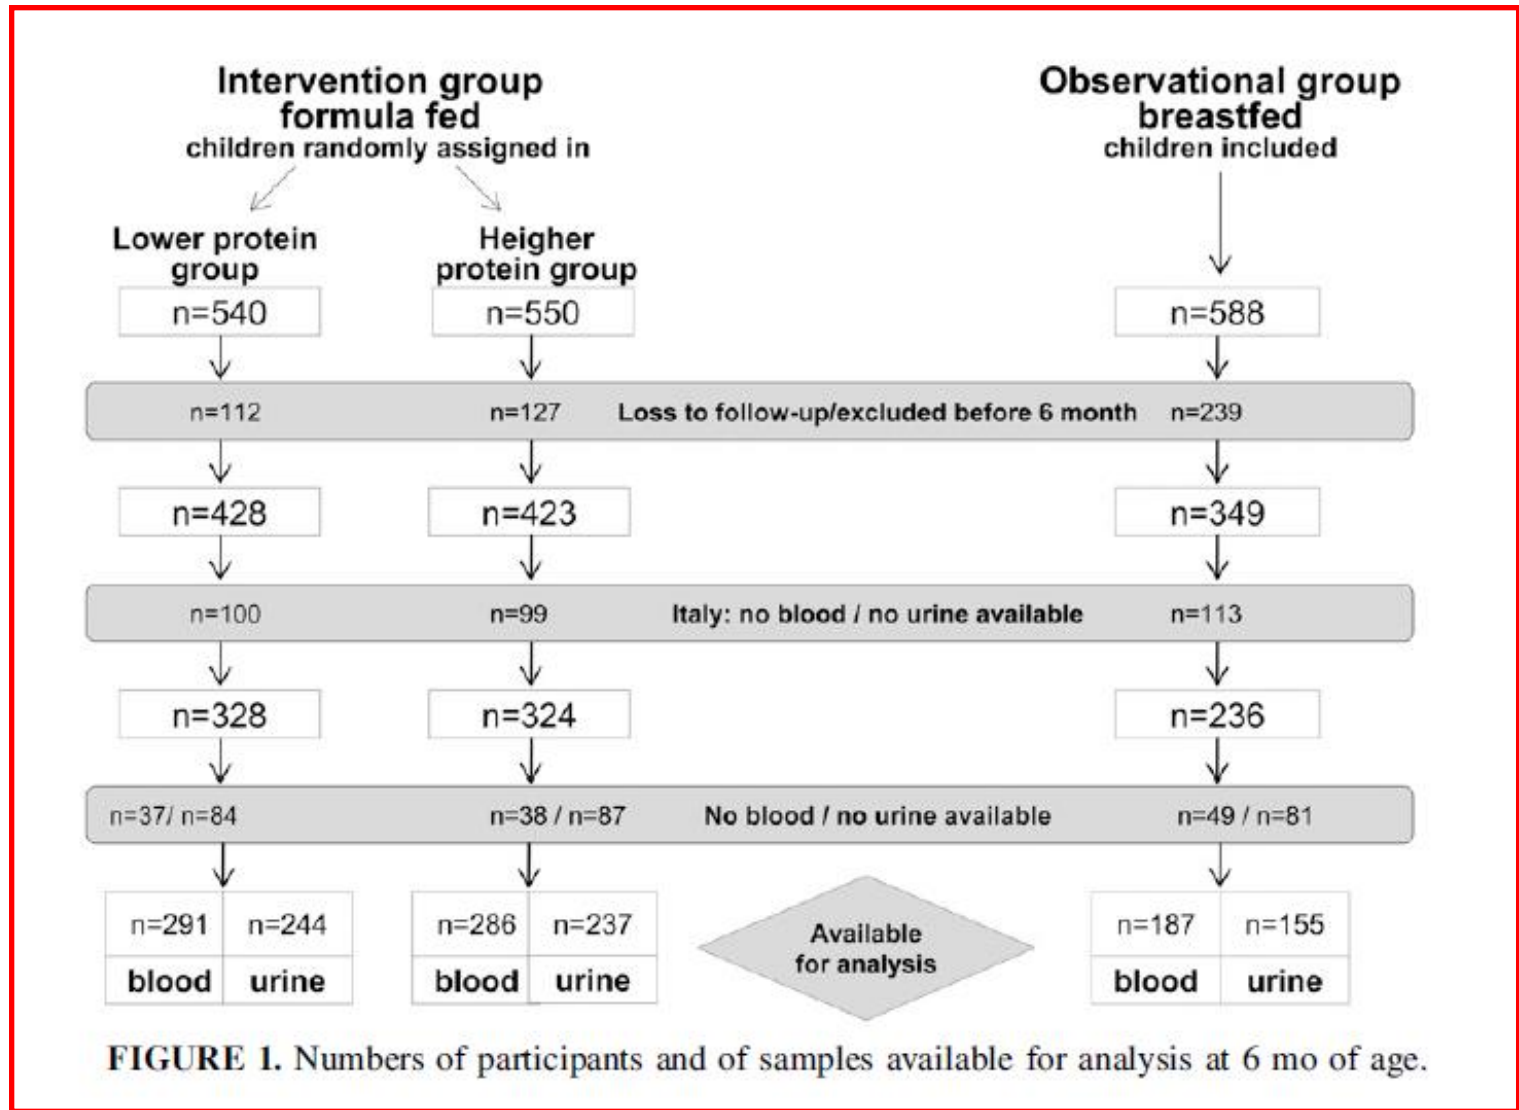 Intervention group
formula fed
children randomly assigned in
Observational group
breastfed
children included
Lower protein
group
Heigher
protein group
n=540
n=550
n=588
n=112
n=127
Loss to follow-up/excluded before 6 month
n=239
n=428
n=423
n=349
n=100
n=99
Italy: no blood / no urine available
n=113
n=328
n=324
n=236
n=37/ n=84
n=38 / n=87
No blood / no urine available
n=49 / n=81
n=291
n=244
blood
urine
n=286
n=237
blood
urine
Available
for analysis
n=187
n=155
blood
urine
FIGURE 1. Numbers of participants and of samples available for analysis at 6 mo of age.